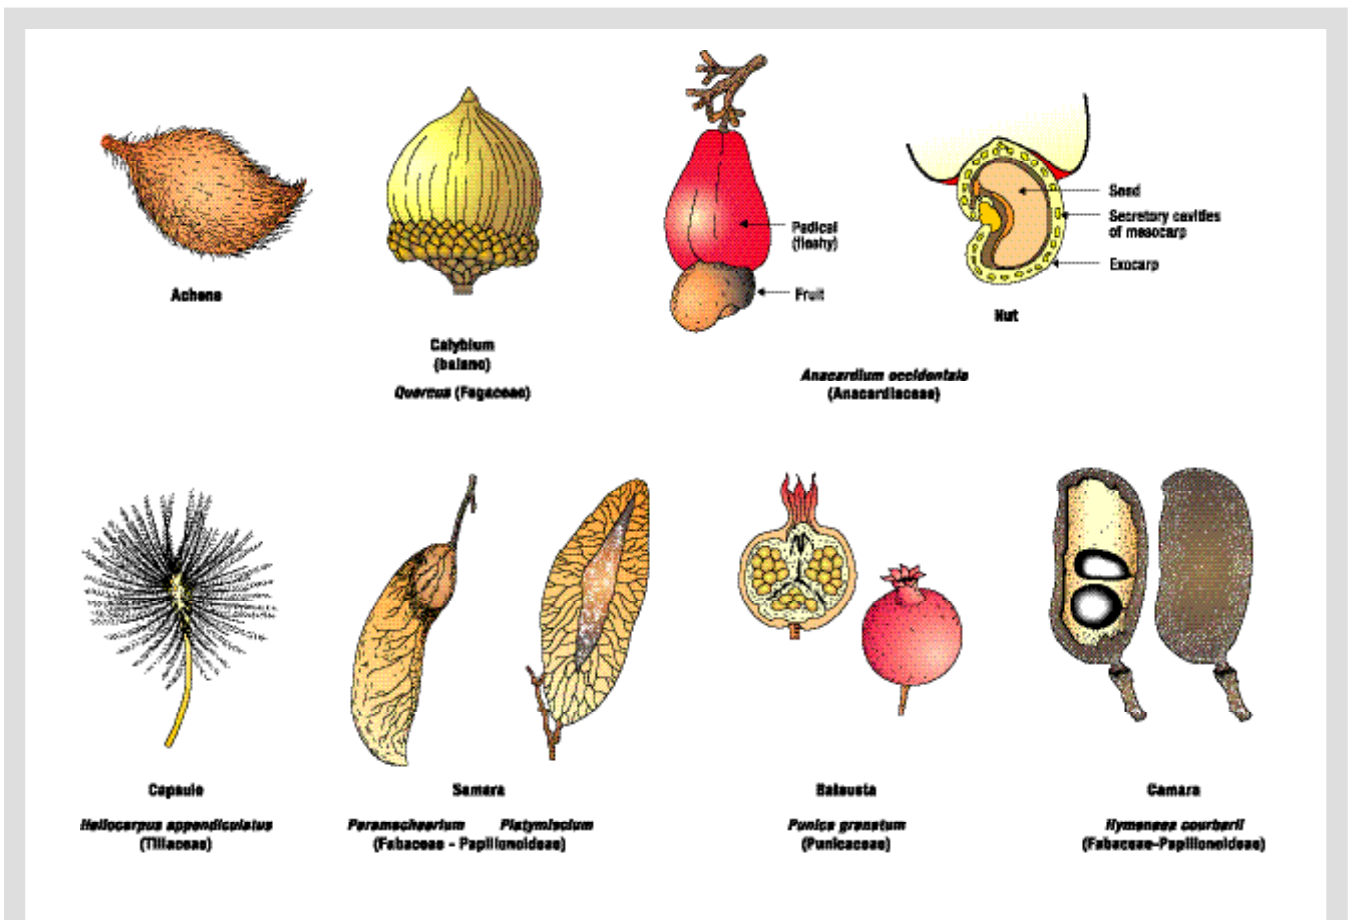 Achene
Calybium
(balano)
Quercus (Fagaceae)
Pedical
(fleshy)
Fruit
Seed
Secretory cavities
of mesocarp
Exocarp
Nut
Anacardium occidentale
(Anacardiaceae)
Capsule
Heliocarpus appendiculatus
(Tiliaceae)
Samara
Paramachaerium Platymiscium
(Fabaceae - Papilionoideae)
Balausta
Punica granatum
(Punicaceae)
Camara
Hymenaea courbaril
(Fabaceae-Papilionoideae)